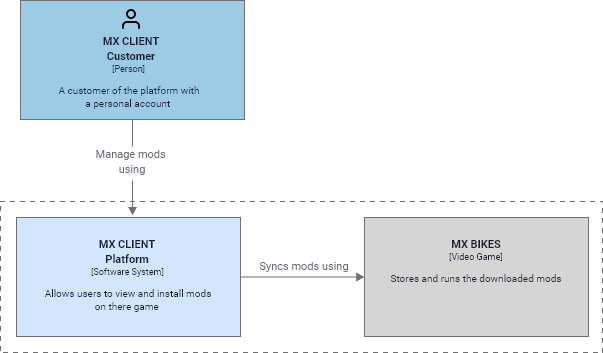 MX CLIENT
Customer
[Person]
A customer of the platform with
a personal account
Manage mods
using
MX CLIENT
Platform
[Software System]
Allows users to view and install mods
on there game
Syncs mods using
MX BIKES
[Video Game]
Stores and runs the downloaded mods